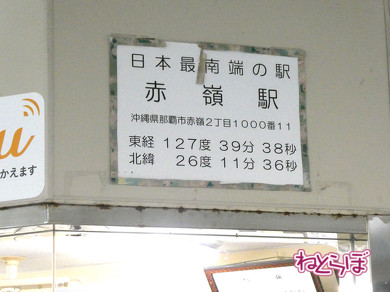 日本最南端の駅
赤嶺駅
沖縄県那覇市赤嶺2丁目1000番11
東経 127度 39分 38秒
北緯 26度 11分 36秒
u
かえます
ねとらぼ